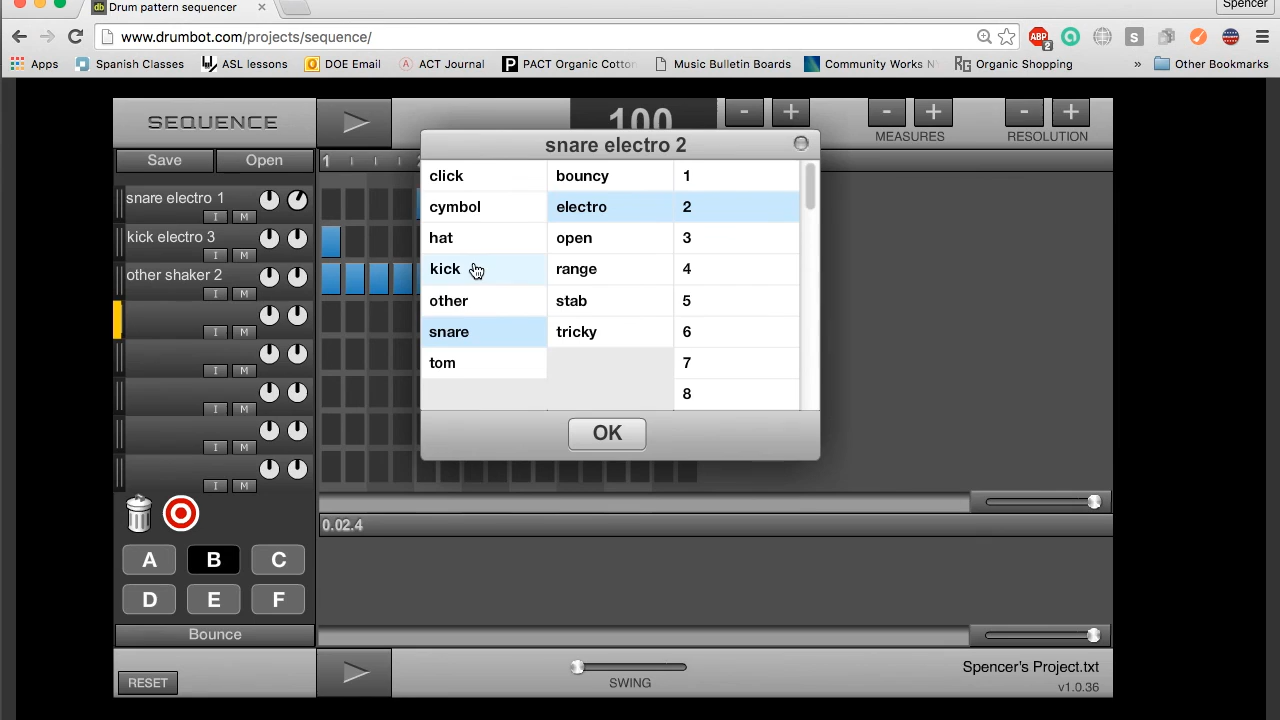 Drum pattern sequencer
Spencer
www.drumbot.com/projects/sequence/
ABP
2
S
Apps
Spanish Classes
ASL lessons
DOE Email
ACT Journal
PACT Organic Cotton
Music Bulletin Boards
Community Works NY
Organic Shopping
»
Other Bookmarks
SEQUENCE
100
- +
- +
MEASURES
- +
RESOLUTION
Save
Open
1
snare electro 1
I M
kick electro 3
I M
other shaker 2
I M
I M
I M
I M
I M
I M
snare electro 2
click bouncy 1
cymbol electro 2
hat open 3
kick range 4
other stab 5
snare tricky 6
tom 7
8
OK
0.02.4
A B C
D E F
Bounce
RESET
SWING
Spencer's Project.txt
v1.0.36